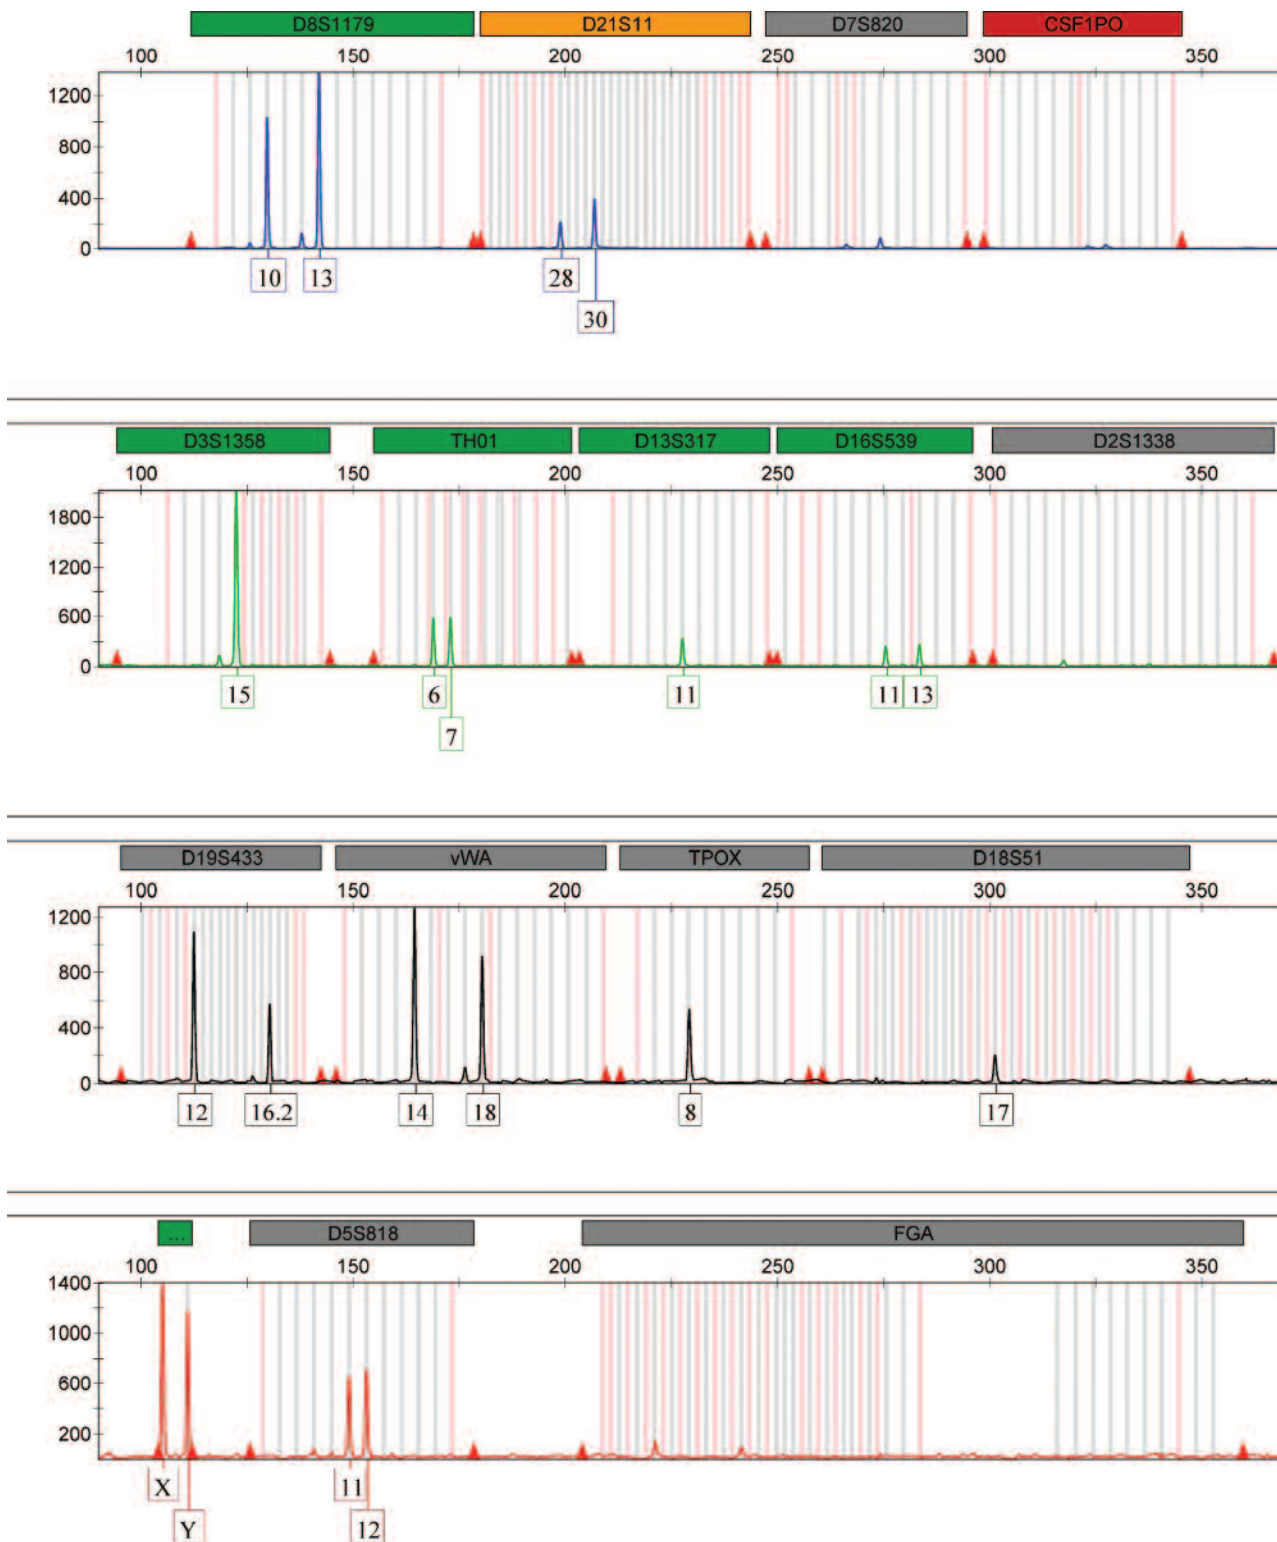 D8S1179 D21S11 D7S820 CSF1PO
100 150 200 250 300 350
1200
800
400
0
10 13 28
30
D3S1358 TH01 D13S317 D16S539 D2S1338
100 150 200 250 300 350
1800
1200
600
0
15 6 11 11 13
7
D19S433 vWA TPOX D18S51
100 150 200 250 300 350
1200
800
400
0
12 16.2 14 18 8 17
... D5S818 FGA
100 150 200 250 300 350
1400
1000
600
200
X 11
Y 12